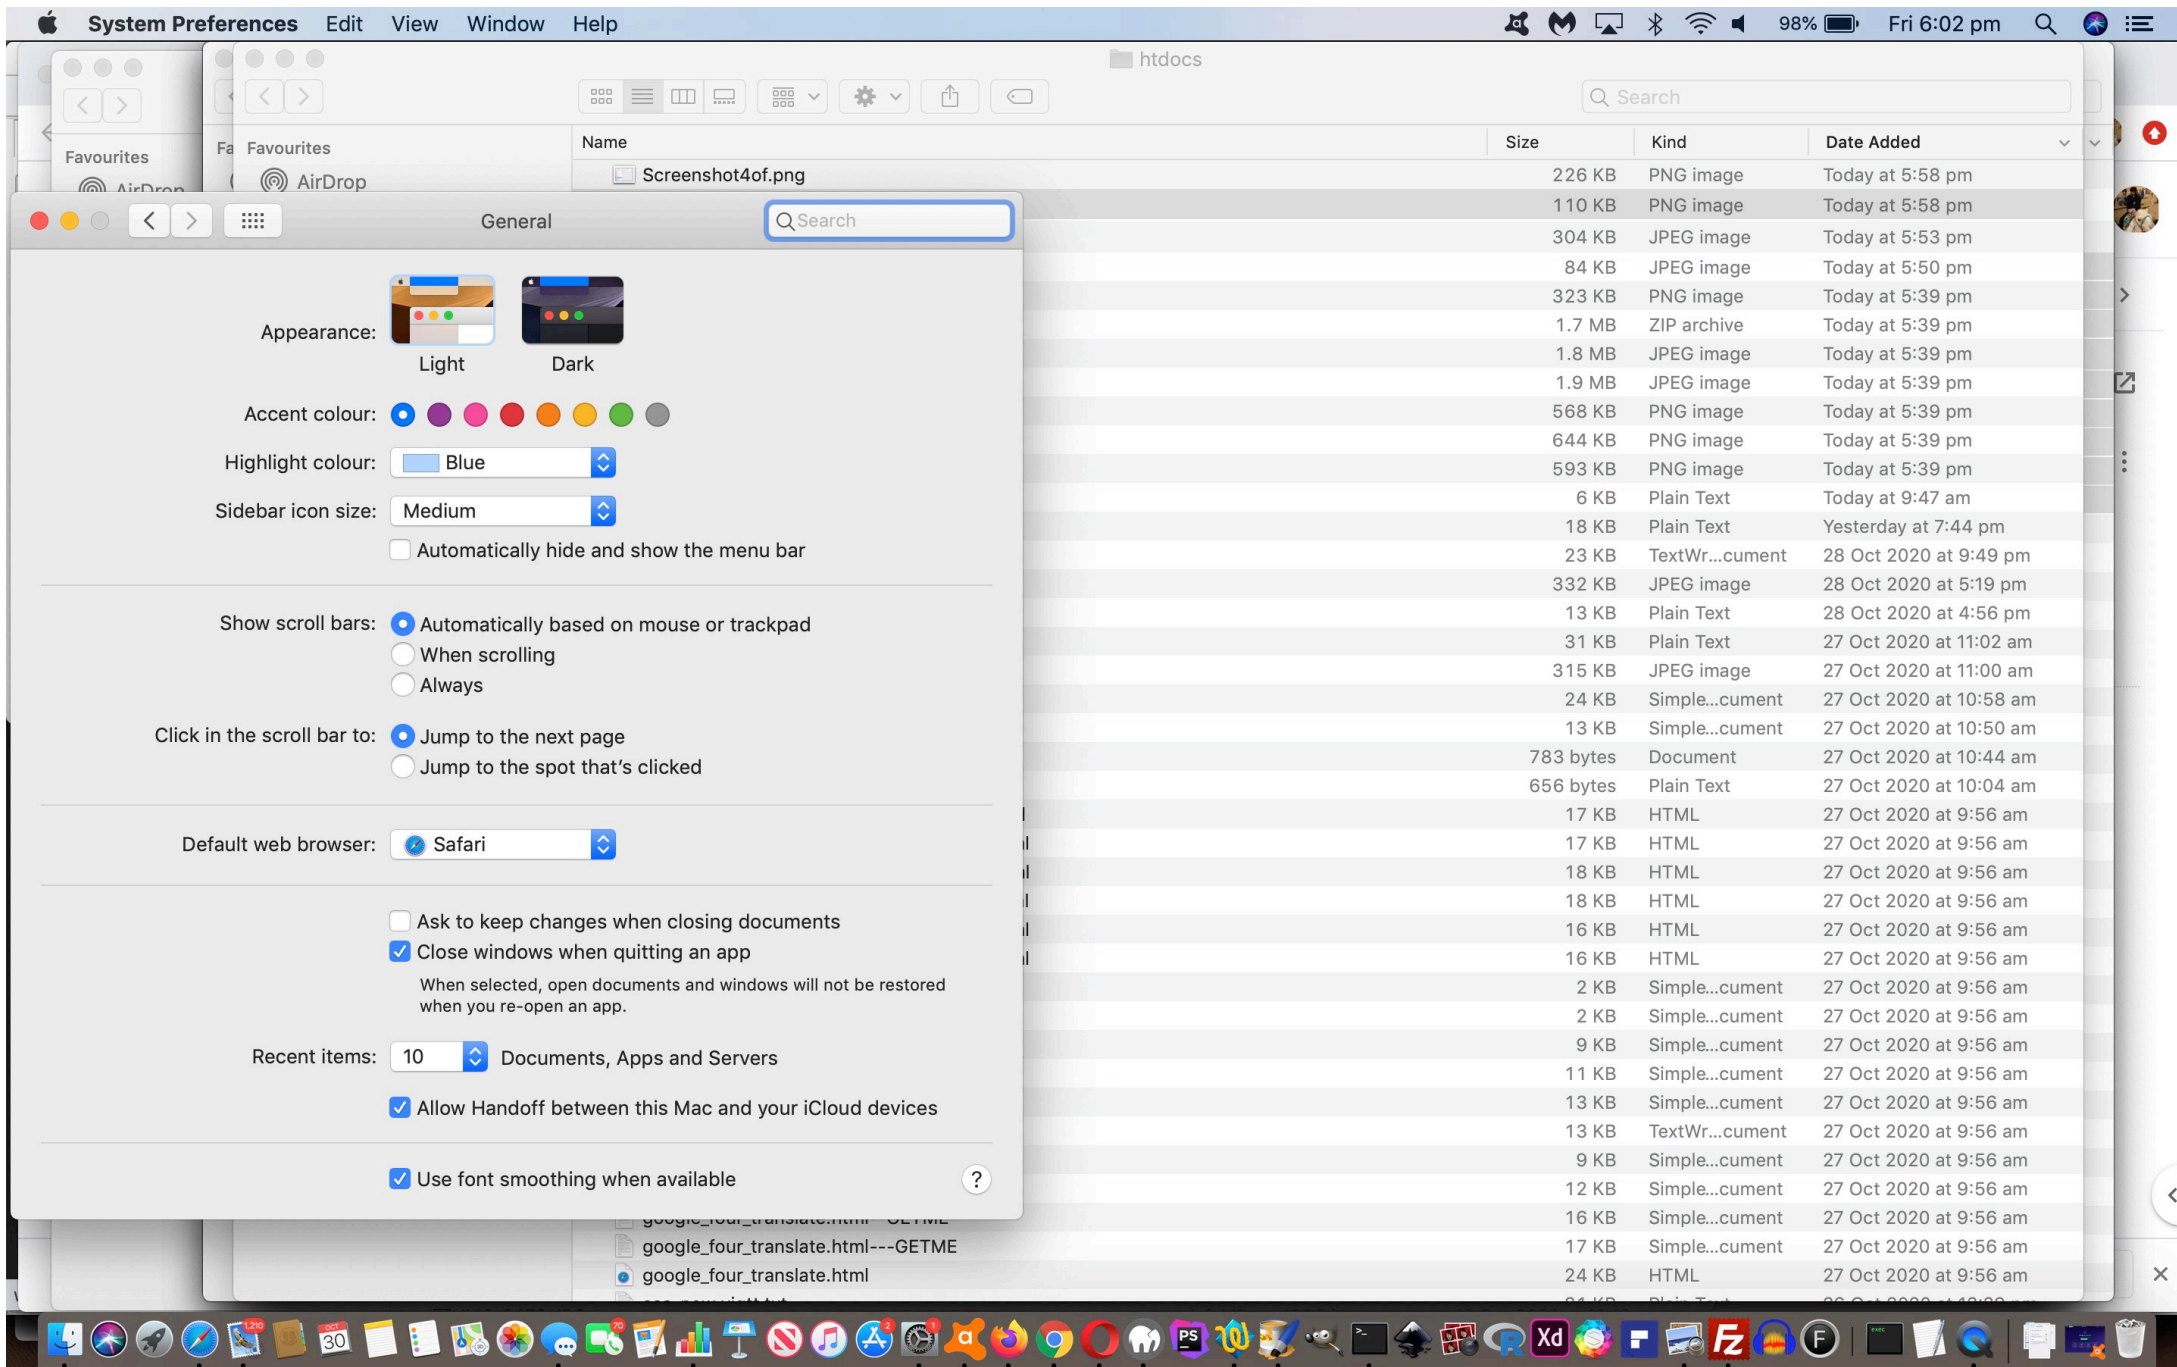 System Preferences Edit View Window Help 98% Fri 6:02 pm
htdocs
Search
Favourites
AirDrop
Fa
Favourites
AirDrop
Name Size Kind Date Added
Screenshot4of.png 226 KB PNG image Today at 5:58 pm
110 KB PNG image Today at 5:58 pm
304 KB JPEG image Today at 5:53 pm
84 KB JPEG image Today at 5:50 pm
323 KB PNG image Today at 5:39 pm
1.7 MB ZIP archive Today at 5:39 pm
1.8 MB JPEG image Today at 5:39 pm
1.9 MB JPEG image Today at 5:39 pm
568 KB PNG image Today at 5:39 pm
644 KB PNG image Today at 5:39 pm
593 KB PNG image Today at 5:39 pm
6 KB Plain Text Today at 9:47 am
18 KB Plain Text Yesterday at 7:44 pm
23 KB TextWr...cument 28 Oct 2020 at 9:49 pm
332 KB JPEG image 28 Oct 2020 at 5:19 pm
13 KB Plain Text 28 Oct 2020 at 4:56 pm
31 KB Plain Text 27 Oct 2020 at 11:02 am
315 KB JPEG image 27 Oct 2020 at 11:00 am
24 KB Simple...cument 27 Oct 2020 at 10:58 am
13 KB Simple...cument 27 Oct 2020 at 10:50 am
783 bytes Document 27 Oct 2020 at 10:44 am
656 bytes Plain Text 27 Oct 2020 at 10:04 am
17 KB HTML 27 Oct 2020 at 9:56 am
17 KB HTML 27 Oct 2020 at 9:56 am
18 KB HTML 27 Oct 2020 at 9:56 am
18 KB HTML 27 Oct 2020 at 9:56 am
16 KB HTML 27 Oct 2020 at 9:56 am
16 KB HTML 27 Oct 2020 at 9:56 am
2 KB Simple...cument 27 Oct 2020 at 9:56 am
2 KB Simple...cument 27 Oct 2020 at 9:56 am
9 KB Simple...cument 27 Oct 2020 at 9:56 am
11 KB Simple...cument 27 Oct 2020 at 9:56 am
13 KB Simple...cument 27 Oct 2020 at 9:56 am
13 KB TextWr...cument 27 Oct 2020 at 9:56 am
9 KB Simple...cument 27 Oct 2020 at 9:56 am
12 KB Simple...cument 27 Oct 2020 at 9:56 am
16 KB Simple...cument 27 Oct 2020 at 9:56 am
google_four_translate.html---GETME 17 KB Simple...cument 27 Oct 2020 at 9:56 am
google_four_translate.html 24 KB HTML 27 Oct 2020 at 9:56 am
General
Search
Appearance:
Light Dark
Accent colour:
Highlight colour: Blue
Sidebar icon size: Medium
Automatically hide and show the menu bar
Show scroll bars: Automatically based on mouse or trackpad
When scrolling
Always
Click in the scroll bar to: Jump to the next page
Jump to the spot that's clicked
Default web browser: Safari
Ask to keep changes when closing documents
Close windows when quitting an app
When selected, open documents and windows will not be restored
when you re-open an app.
Recent items: 10 Documents, Apps and Servers
Allow Handoff between this Mac and your iCloud devices
Use font smoothing when available ?
1,210 OCT 30 70 2 1 PS Xd Fz F